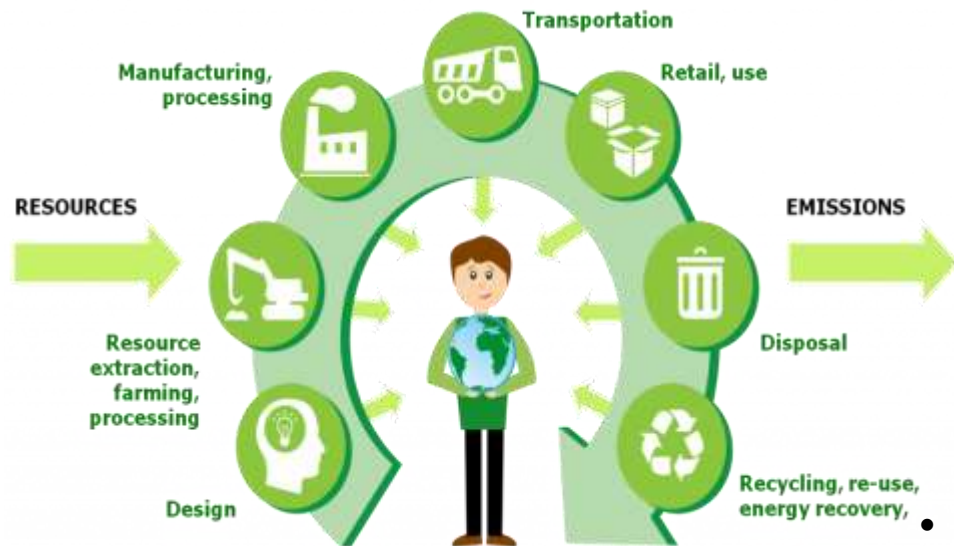 Transportation
Manufacturing,
processing
Retail, use
RESOURCES
EMISSIONS
Resource
extraction,
farming,
processing
Disposal
Design
Recycling, re-use,
energy recovery,